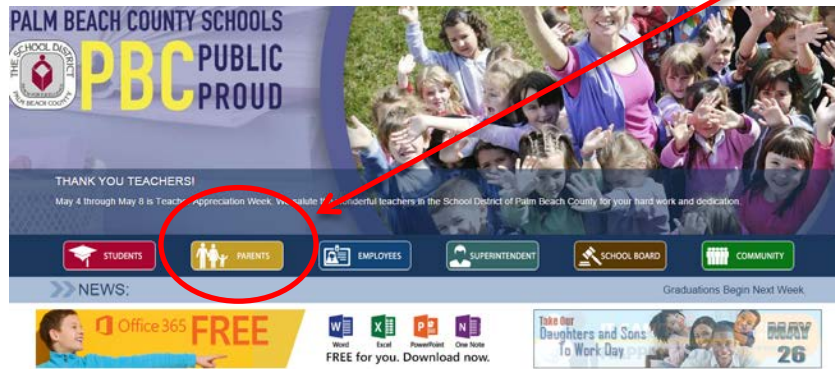 PALM BEACH COUNTY SCHOOLS
PBC PUBLIC PROUD
THE SCHOOL DISTRICT
PALM BEACH COUNTY
THANK YOU TEACHERS!
May 4 through May 8 is Teacher Appreciation Week. We salute the wonderful teachers in the School District of Palm Beach County for your hard work and dedication.
STUDENTS PARENTS EMPLOYEES SUPERINTENDENT SCHOOL BOARD COMMUNITY
NEWS: Graduations Begin Next Week.
Office 365 FREE
Word Excel PowerPoint One Note
FREE for you. Download now.
Take Our
Daughters and Sons
To Work Day
MAY
26